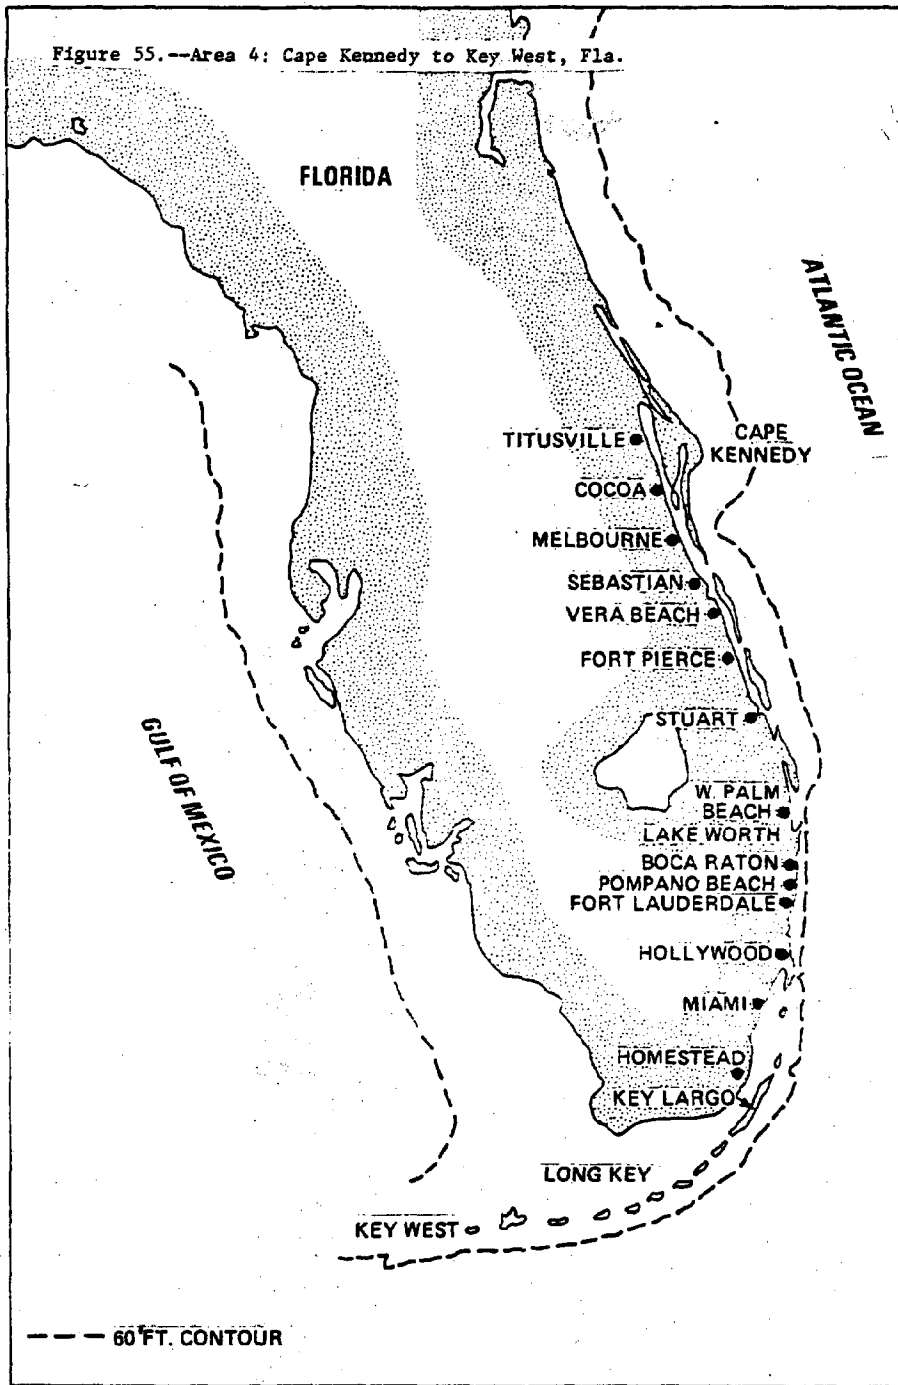 Figure 55.--Area 4: Cape Kennedy to Key West, Fla.
FLORIDA
ATLANTIC OCEAN
TITUSVILLE
CAPE
KENNEDY
COCOA
MELBOURNE
SEBASTIAN
VERA BEACH
FORT PIERCE
STUART
GULF OF MEXICO
W. PALM
BEACH
LAKE WORTH
BOCA RATON
POMPANO BEACH
FORT LAUDERDALE
HOLLYWOOD
MIAMI
HOMESTEAD
KEY LARGO
LONG KEY
KEY WEST
60 FT. CONTOUR